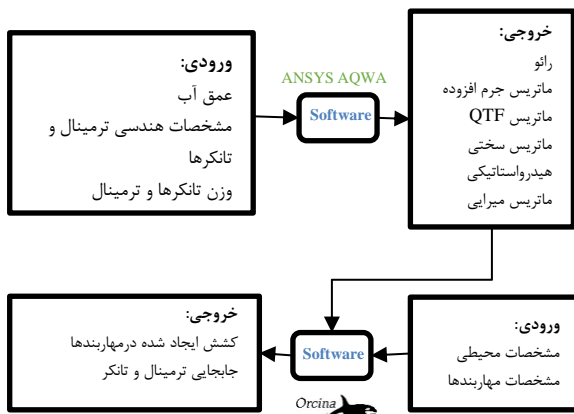 ورودی:
عمق آب
مشخصات هندسی ترمینال و
تانکرها
وزن تانکرها و ترمینال
ANSYS AQWA
Software
خروجی:
رائو
ماتریس جرم افزوده
ماتریس QTF
ماتریس سختی
هیدرواستاتیکی
ماتریس میرایی
ورودی:
مشخصات محیطی
مشخصات مهاربندها
Software
Orcina
خروجی:
کشش ایجاد شده درمهاربندها
جابجایی ترمینال و تانکر